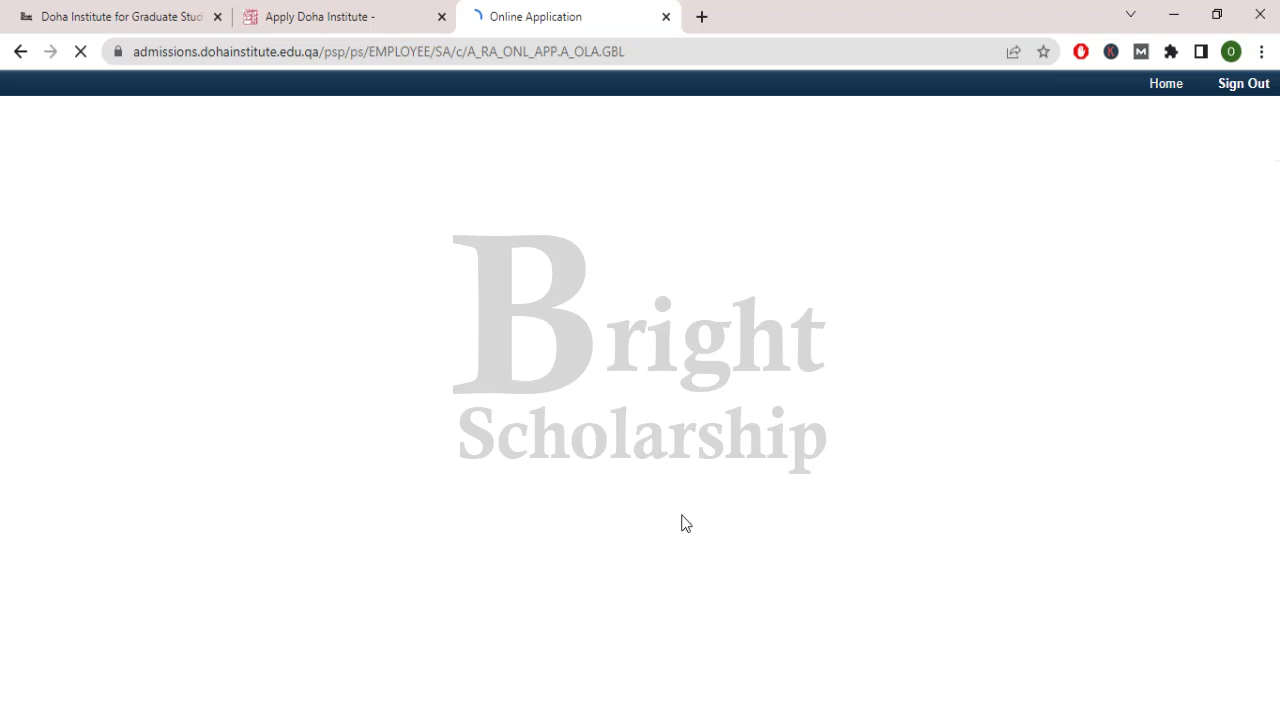 Doha Institute for Graduate Stud
Apply Doha Institute -
Online Application
admissions.dohainstitute.edu.qa/psp/ps/EMPLOYEE/SA/c/A_RA_ONL_APP.A_OLA.GBL
K
M
O
Home
Sign Out
Bright
Scholarship